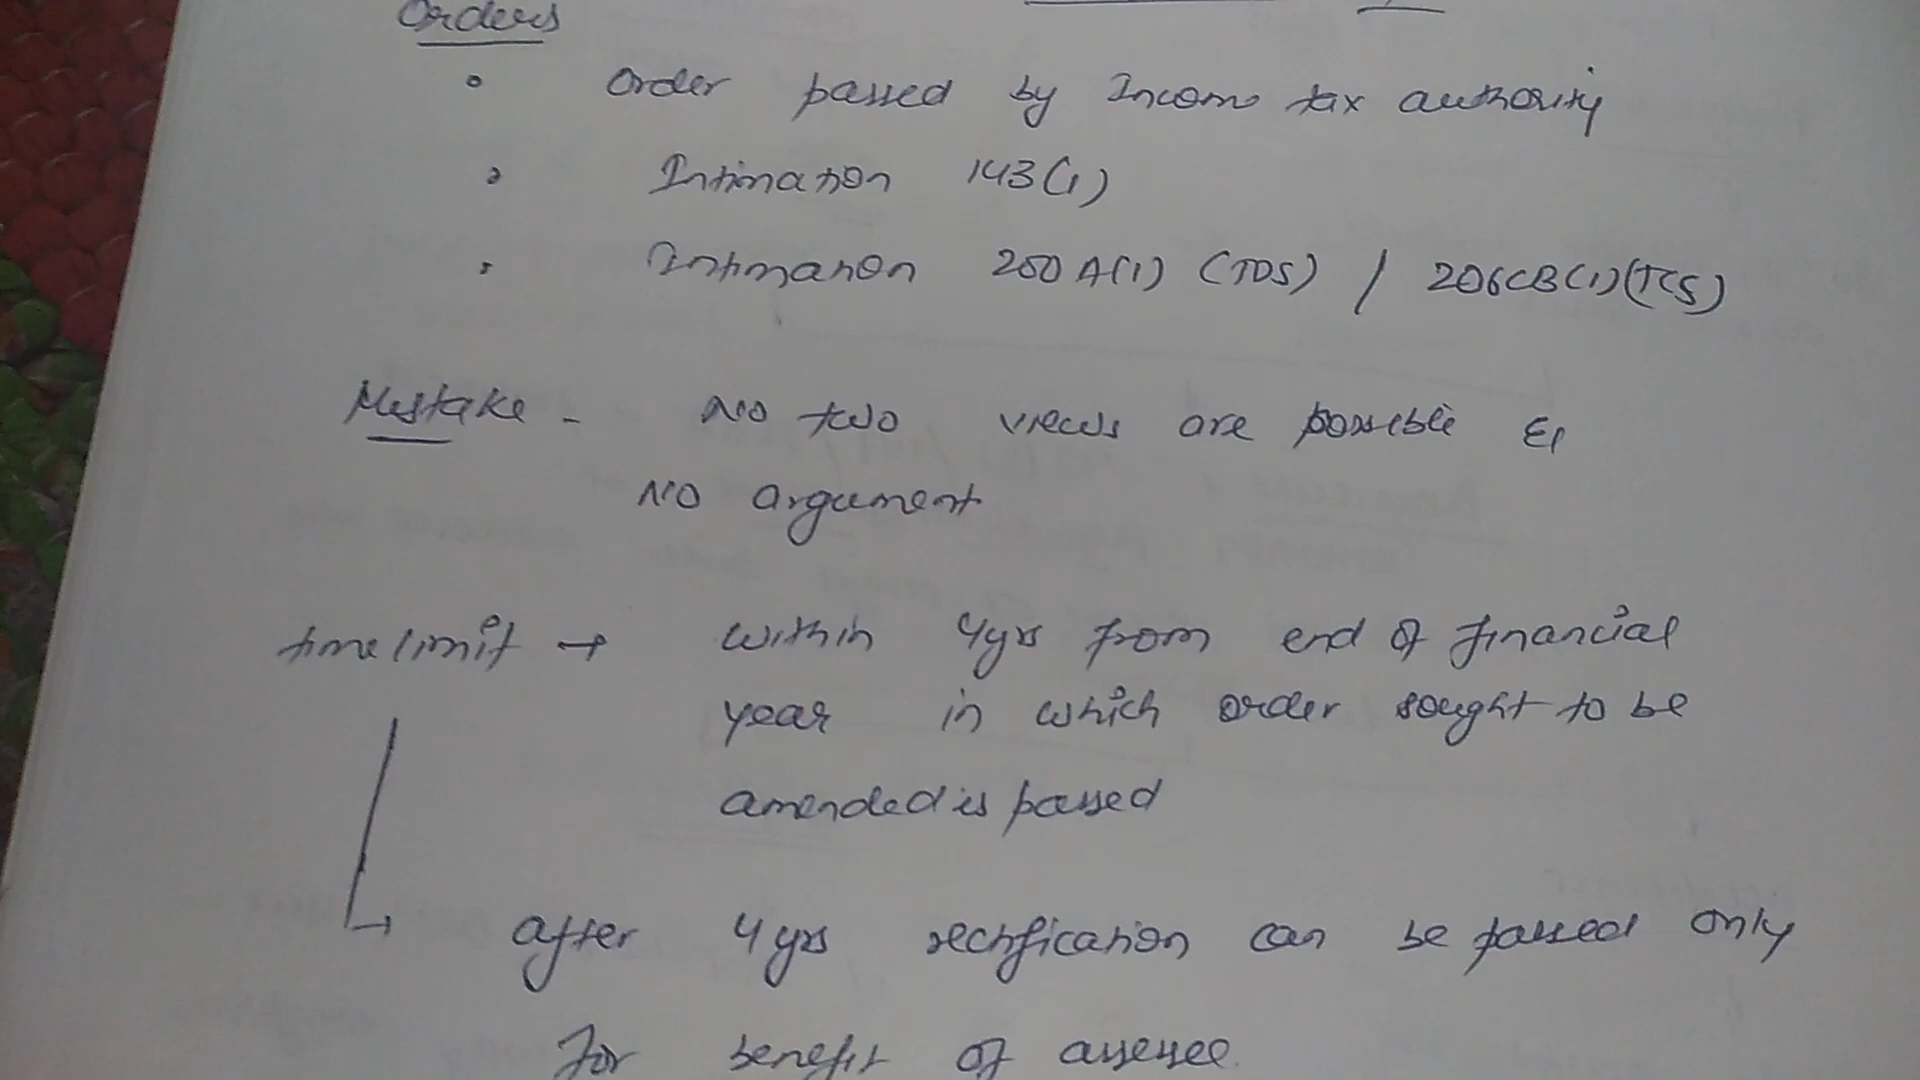 Orders
• Order passed by Income tax authority
• Intimation 143(1)
• Intimation 200A(1) (TDS) / 206CB(1)(TCS)
Mistake - No two views are possible &
No argument
time limit → within 4yrs from end of financial
year in which order sought to be
amended is passed
↳ after 4 yrs rectification can be passed only
For benefit of assessee